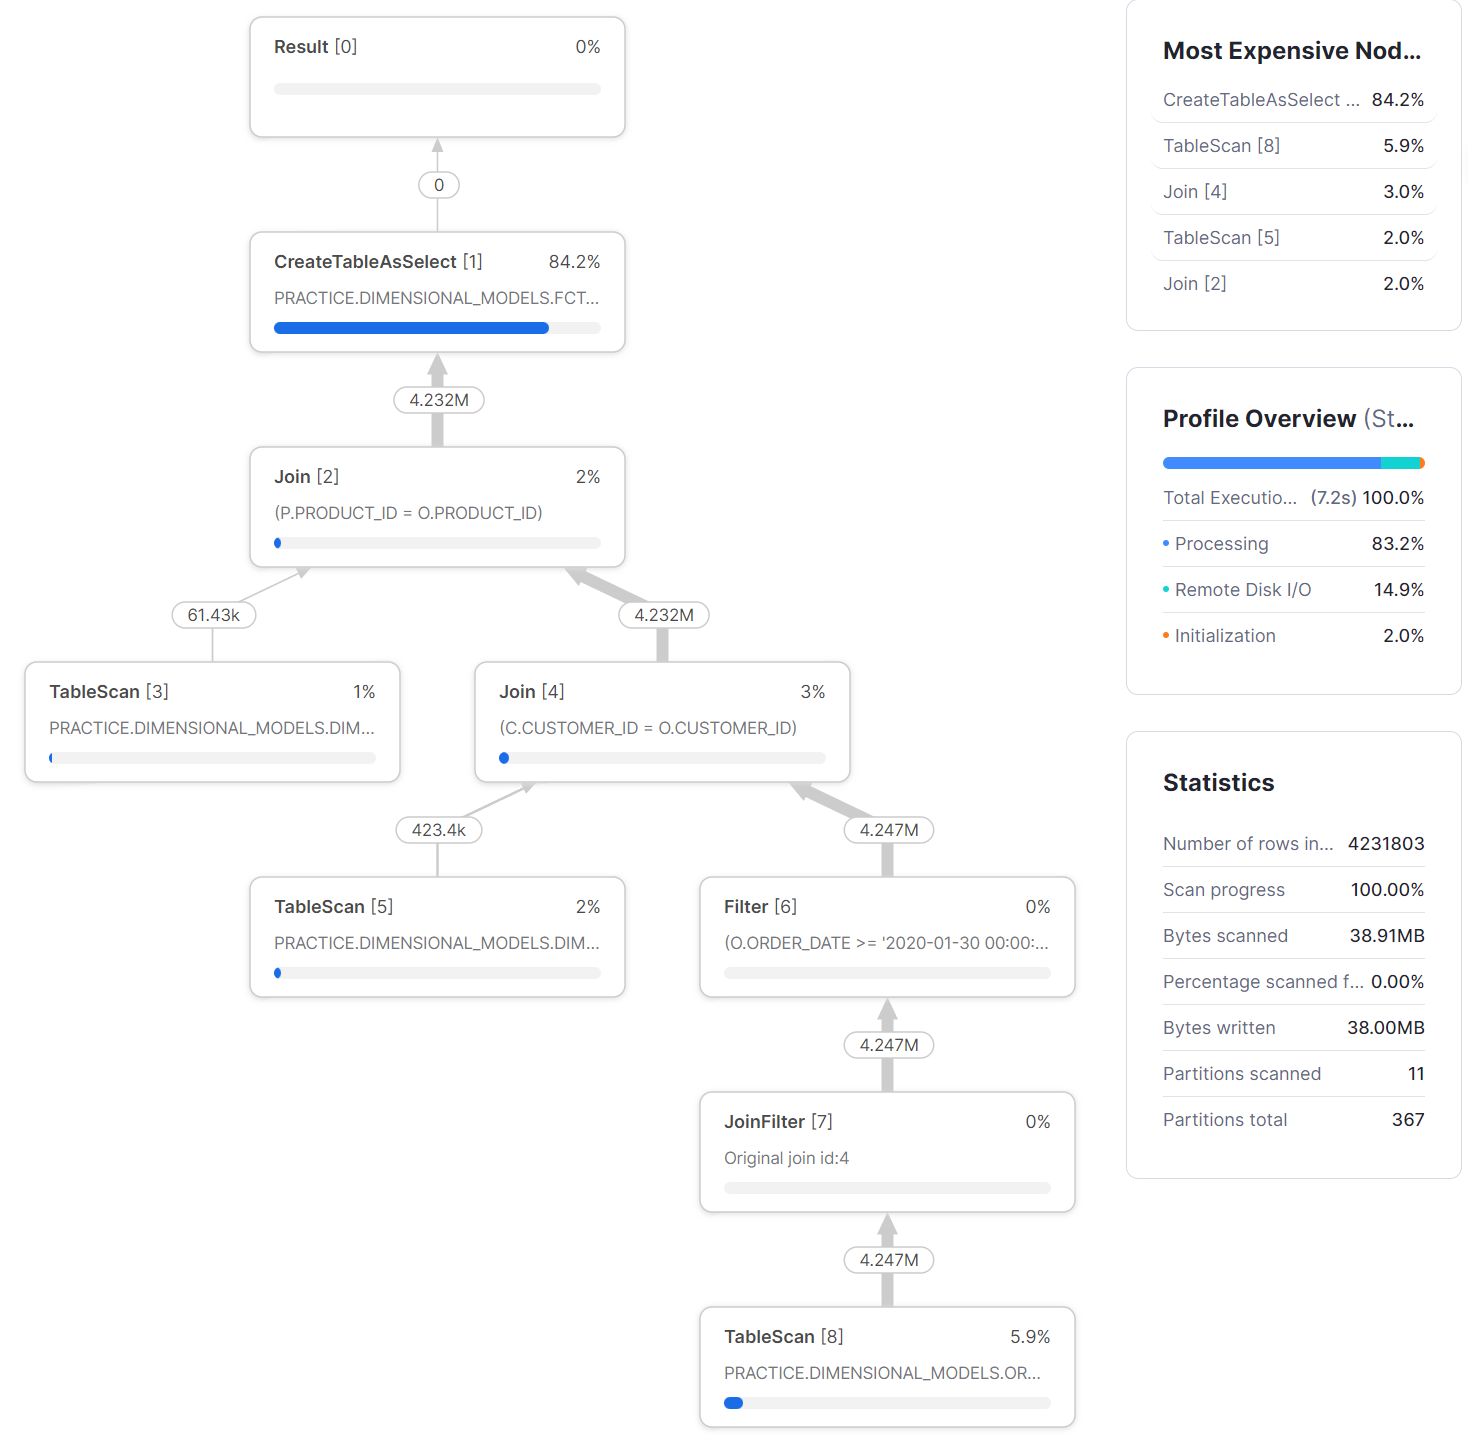 Result [0] 0%
0
CreateTableAsSelect [1] 84.2%
PRACTICE.DIMENSIONAL_MODELS.FCT...
4.232M
Join [2] 2%
(P.PRODUCT_ID = O.PRODUCT_ID)
61.43k
4.232M
TableScan [3] 1%
PRACTICE.DIMENSIONAL_MODELS.DIM...
Join [4] 3%
(C.CUSTOMER_ID = O.CUSTOMER_ID)
423.4k
4.247M
TableScan [5] 2%
PRACTICE.DIMENSIONAL_MODELS.DIM...
Filter [6] 0%
(O.ORDER_DATE >= '2020-01-30 00:00:...
4.247M
JoinFilter [7] 0%
Original join id:4
4.247M
TableScan [8] 5.9%
PRACTICE.DIMENSIONAL_MODELS.OR...
Most Expensive Nod...
CreateTableAsSelect ... 84.2%
TableScan [8] 5.9%
Join [4] 3.0%
TableScan [5] 2.0%
Join [2] 2.0%
Profile Overview (St...
Total Executio... (7.2s) 100.0%
Processing 83.2%
Remote Disk I/O 14.9%
Initialization 2.0%
Statistics
Number of rows in... 4231803
Scan progress 100.00%
Bytes scanned 38.91MB
Percentage scanned f... 0.00%
Bytes written 38.00MB
Partitions scanned 11
Partitions total 367